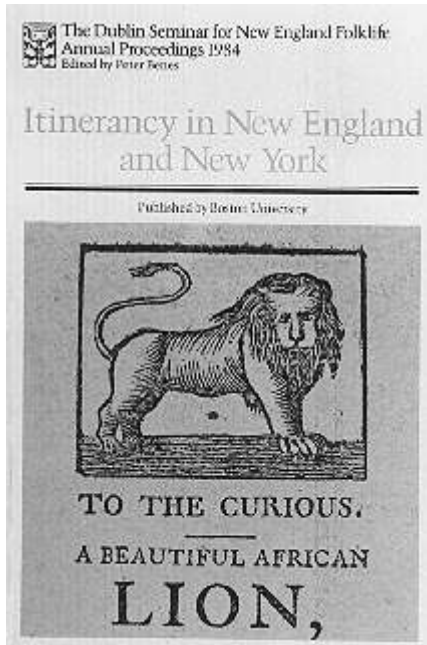 The Dublin Seminar for New England Folklife
Annual Proceedings 1984
Edited by Peter Benes
Itinerancy in New England
and New York
Published by Boston University
TO THE CURIOUS.
A BEAUTIFUL AFRICAN
LION,